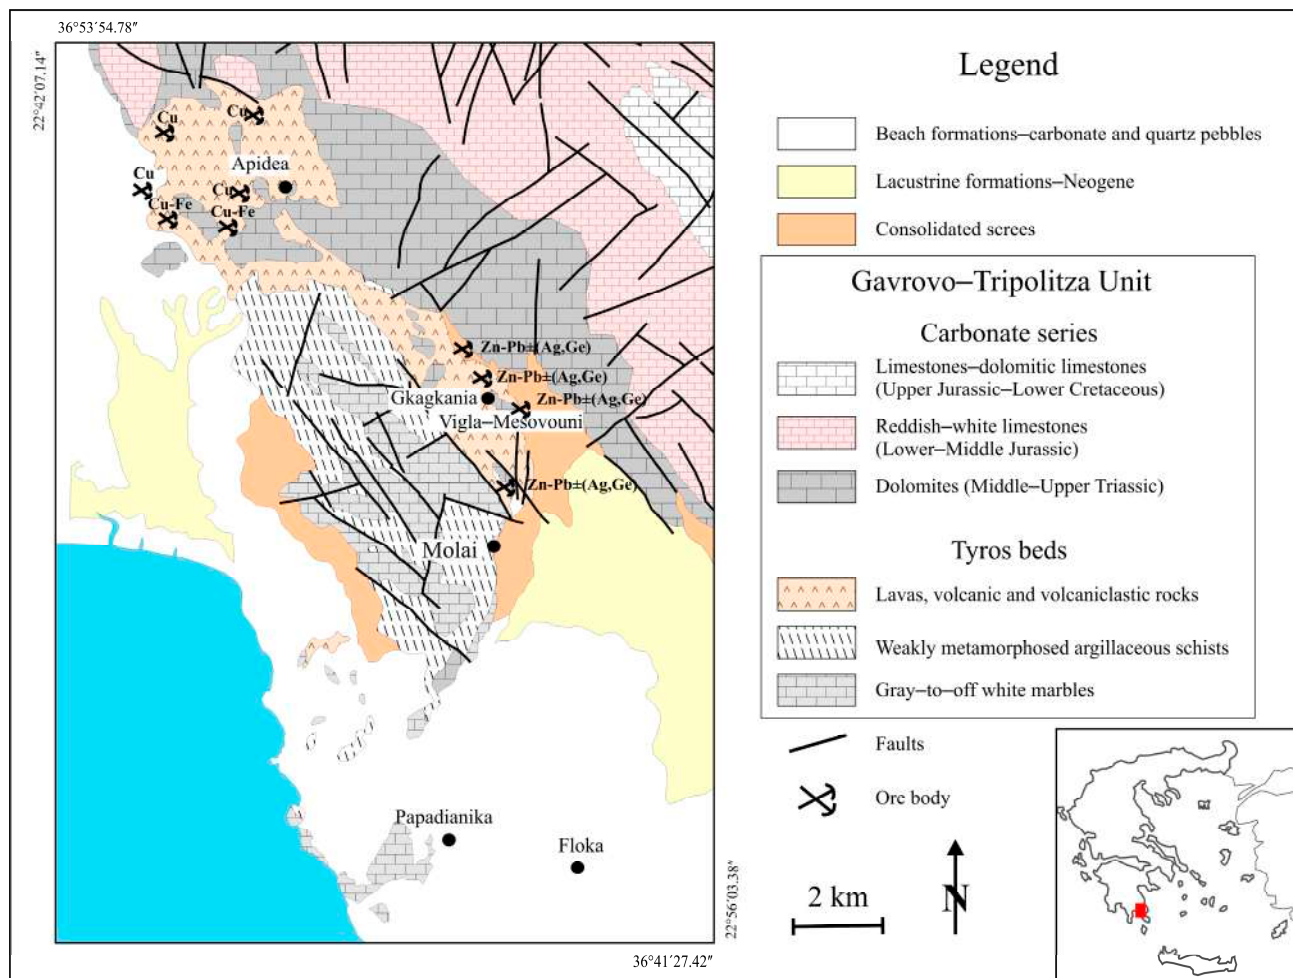 36°53´54.78"
22°42´07.14"
Cu
Cu
Apidea
Cu
Cu
Cu-Fe
Cu-Fe
Zn-Pb±(Ag,Ge)
Zn-Pb±(Ag,Ge)
Gkagkania
Zn-Pb±(Ag,Ge)
Vigla–Mesovouni
Zn-Pb±(Ag,Ge)
Molai
Papadianika
Floka
22°56´03.38"
36°41´27.42"
Legend
Beach formations–carbonate and quartz pebbles
Lacustrine formations–Neogene
Consolidated screes
Gavrovo–Tripolitza Unit
Carbonate series
Limestones–dolomitic limestones
(Upper Jurassic–Lower Cretaceous)
Reddish–white limestones
(Lower–Middle Jurassic)
Dolomites (Middle–Upper Triassic)
Tyros beds
Lavas, volcanic and volcaniclastic rocks
Weakly metamorphosed argillaceous schists
Gray–to–off white marbles
Faults
Ore body
2 km
N